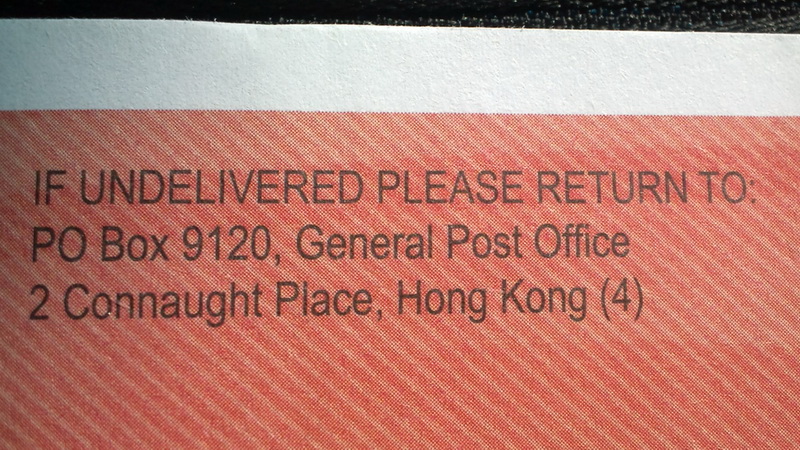 IF UNDELIVERED PLEASE RETURN TO:
PO Box 9120, General Post Office
2 Connaught Place, Hong Kong (4)